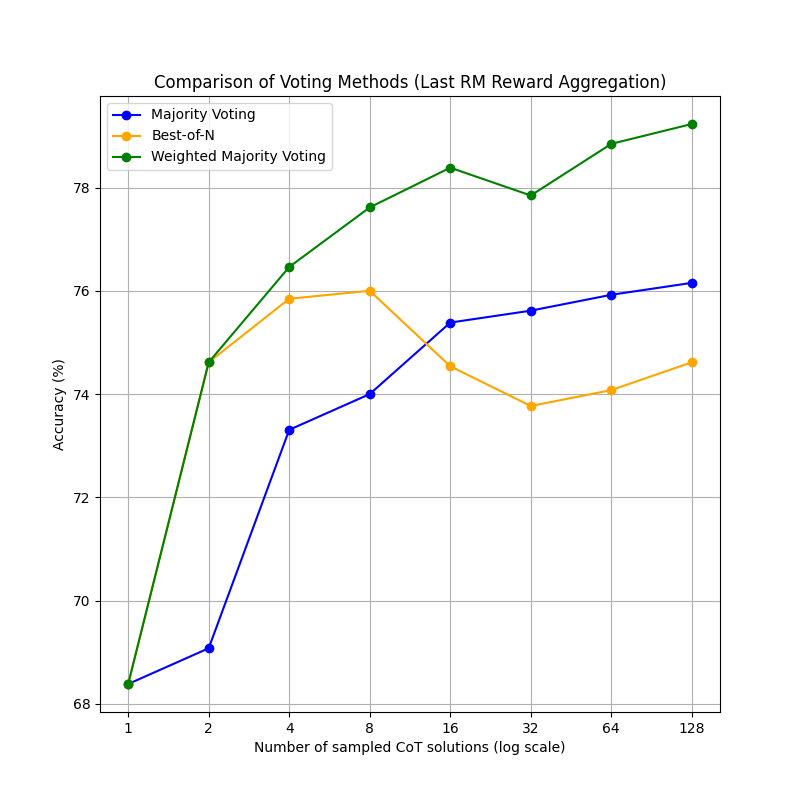 Comparison of Voting Methods (Last RM Reward Aggregation)
Majority Voting
Best-of-N
Weighted Majority Voting
Accuracy (%)
78
76
74
72
70
68
1 2 4 8 16 32 64 128
Number of sampled CoT solutions (log scale)